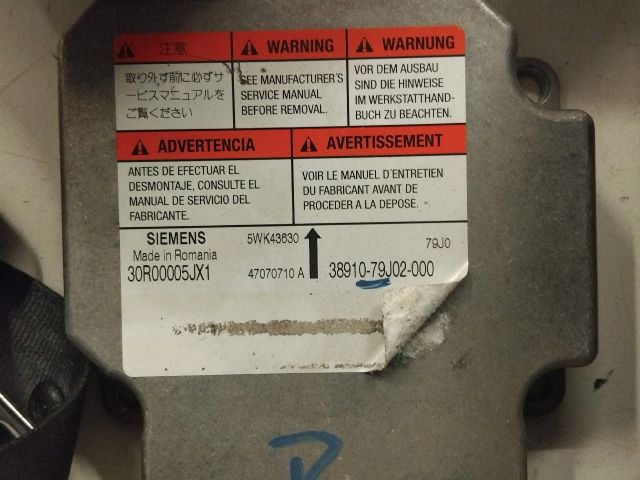 注意
取り外す前に必ずサ
ービスマニュアルを
ご覧ください
WARNING
SEE MANUFACTURER'S
SERVICE MANUAL
BEFORE REMOVAL.
WARNUNG
VOR DEM AUSBAU
SIND DIE HINWEISE
IM WERKSTATTHAND-
BUCH ZU BEACHTEN.
ADVERTENCIA
ANTES DE EFECTUAR EL
DESMONTAJE, CONSULTE EL
MANUAL DE SERVICIO DEL
FABRICANTE.
AVERTISSEMENT
VOIR LE MANUEL D'ENTRETIEN
DU FABRICANT AVANT DE
PROCEDER A LA DEPOSE.
SIEMENS 5WK43630 79J0
Made in Romania
30R00005JX1 47070710 A 38910-79J02-000